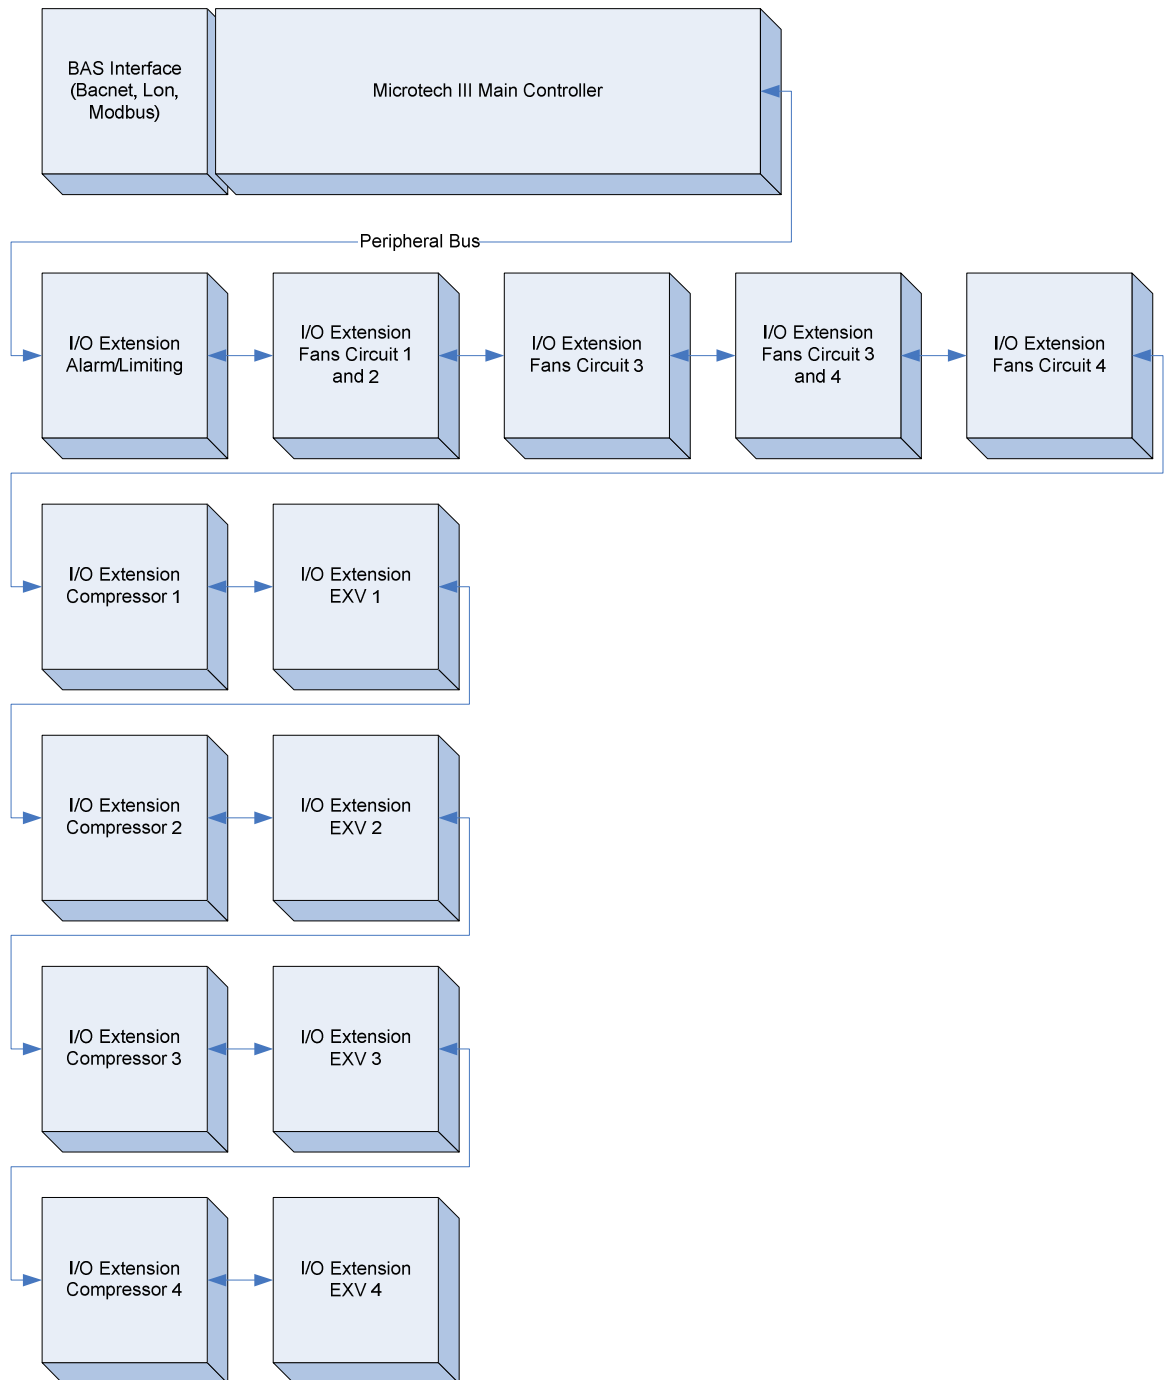 BAS Interface
(Bacnet, Lon,
Modbus)
Microtech III Main Controller
Peripheral Bus
I/O Extension
Alarm/Limiting
I/O Extension
Fans Circuit 1
and 2
I/O Extension
Fans Circuit 3
I/O Extension
Fans Circuit 3
and 4
I/O Extension
Fans Circuit 4
I/O Extension
Compressor 1
I/O Extension
EXV 1
I/O Extension
Compressor 2
I/O Extension
EXV 2
I/O Extension
Compressor 3
I/O Extension
EXV 3
I/O Extension
Compressor 4
I/O Extension
EXV 4